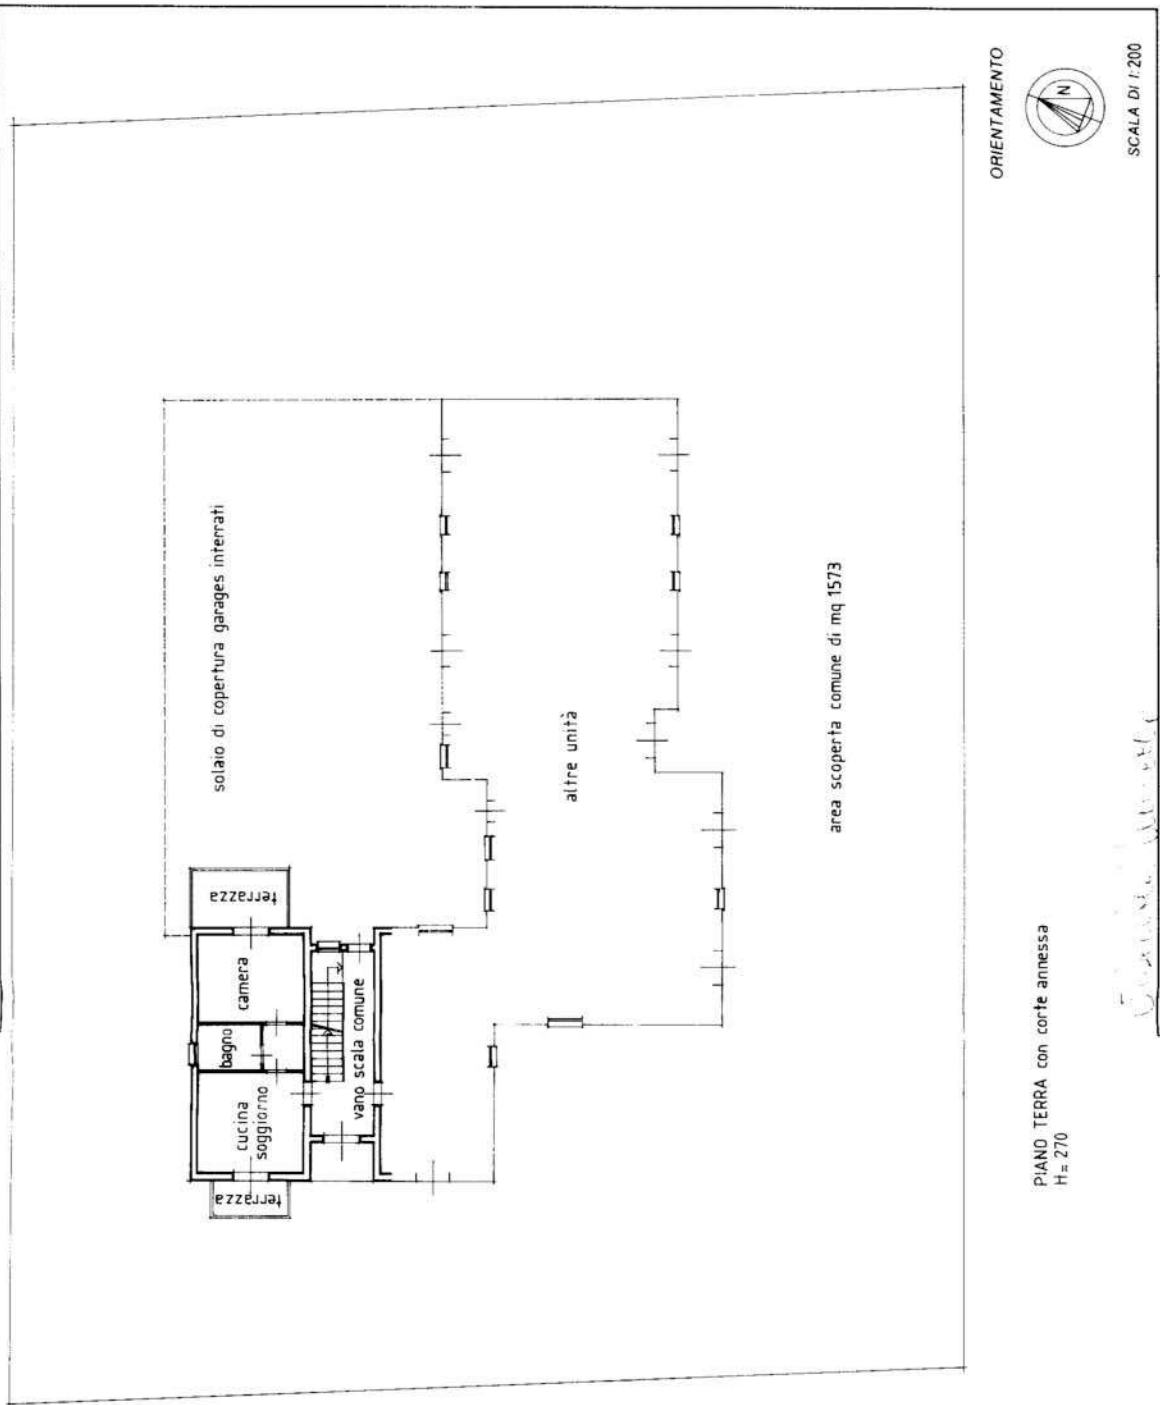 ORIENTAMENTO
N
SCALA DI 1:200
solaio di copertura garages interrati
altre unità
area scoperta comune di mq 1573
terrazza
camera
bagno
cucina
soggiorno
terrazza
vano scala comune
PIANO TERRA con corte annessa
H = 270